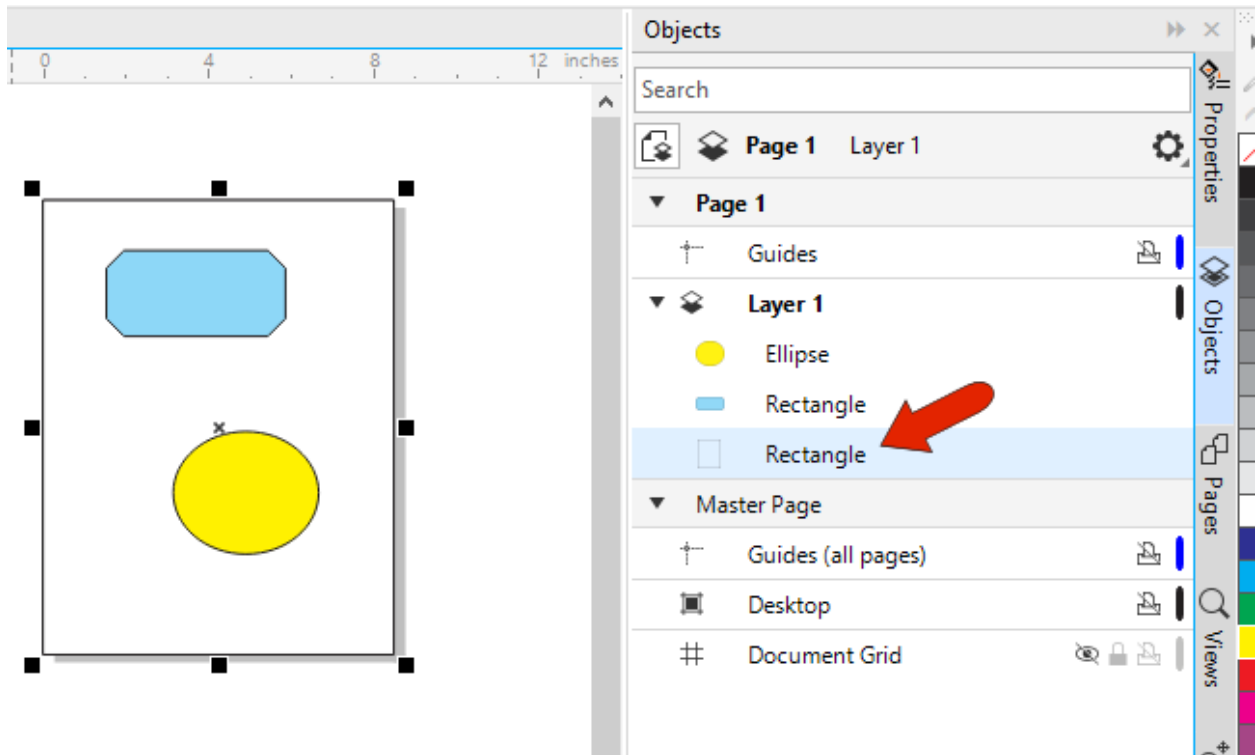 Objects
0 4 8 12 inches
Search
Page 1 Layer 1
Page 1
Guides
Layer 1
Ellipse
Rectangle
Rectangle
Master Page
Guides (all pages)
Desktop
Document Grid
Properties
Objects
Pages
Views